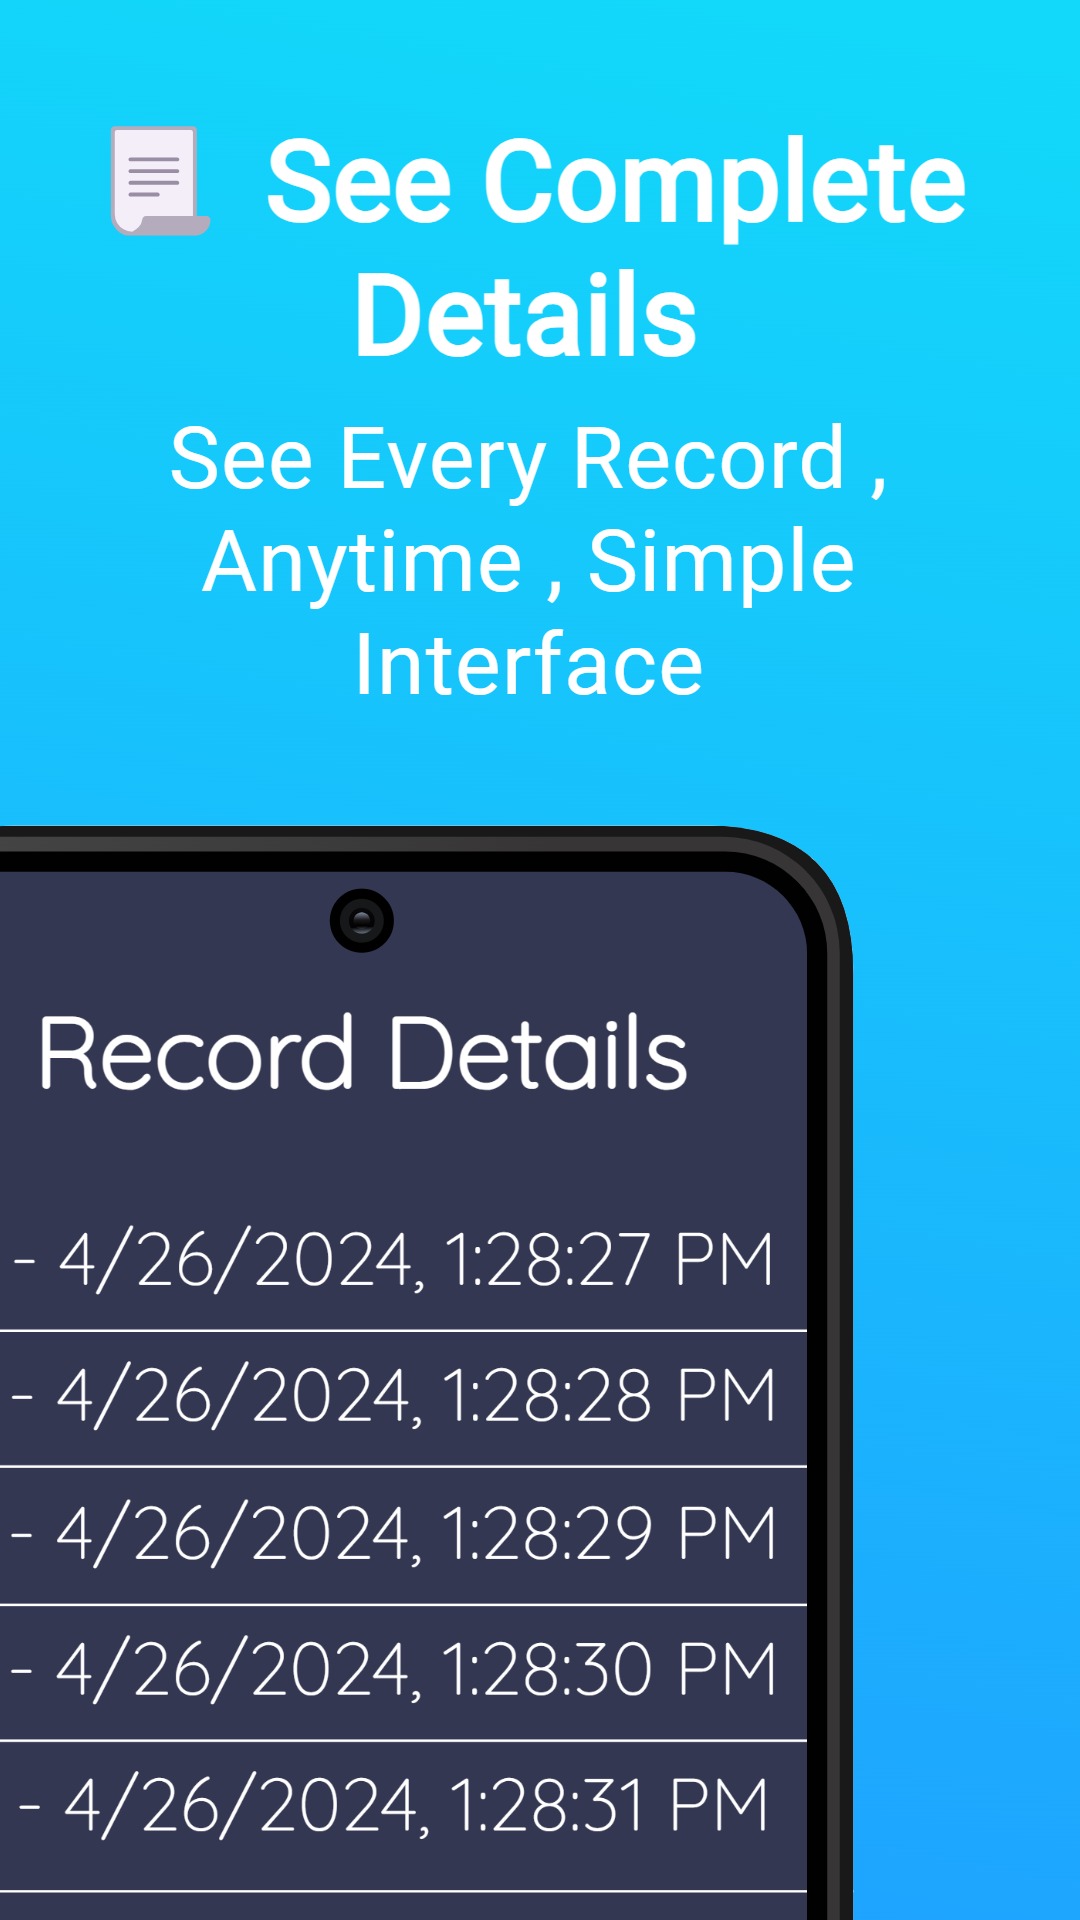 See Complete
Details
See Every Record ,
Anytime , Simple
Interface
Record Details
- 4/26/2024, 1:28:27 PM
- 4/26/2024, 1:28:28 PM
- 4/26/2024, 1:28:29 PM
- 4/26/2024, 1:28:30 PM
- 4/26/2024, 1:28:31 PM